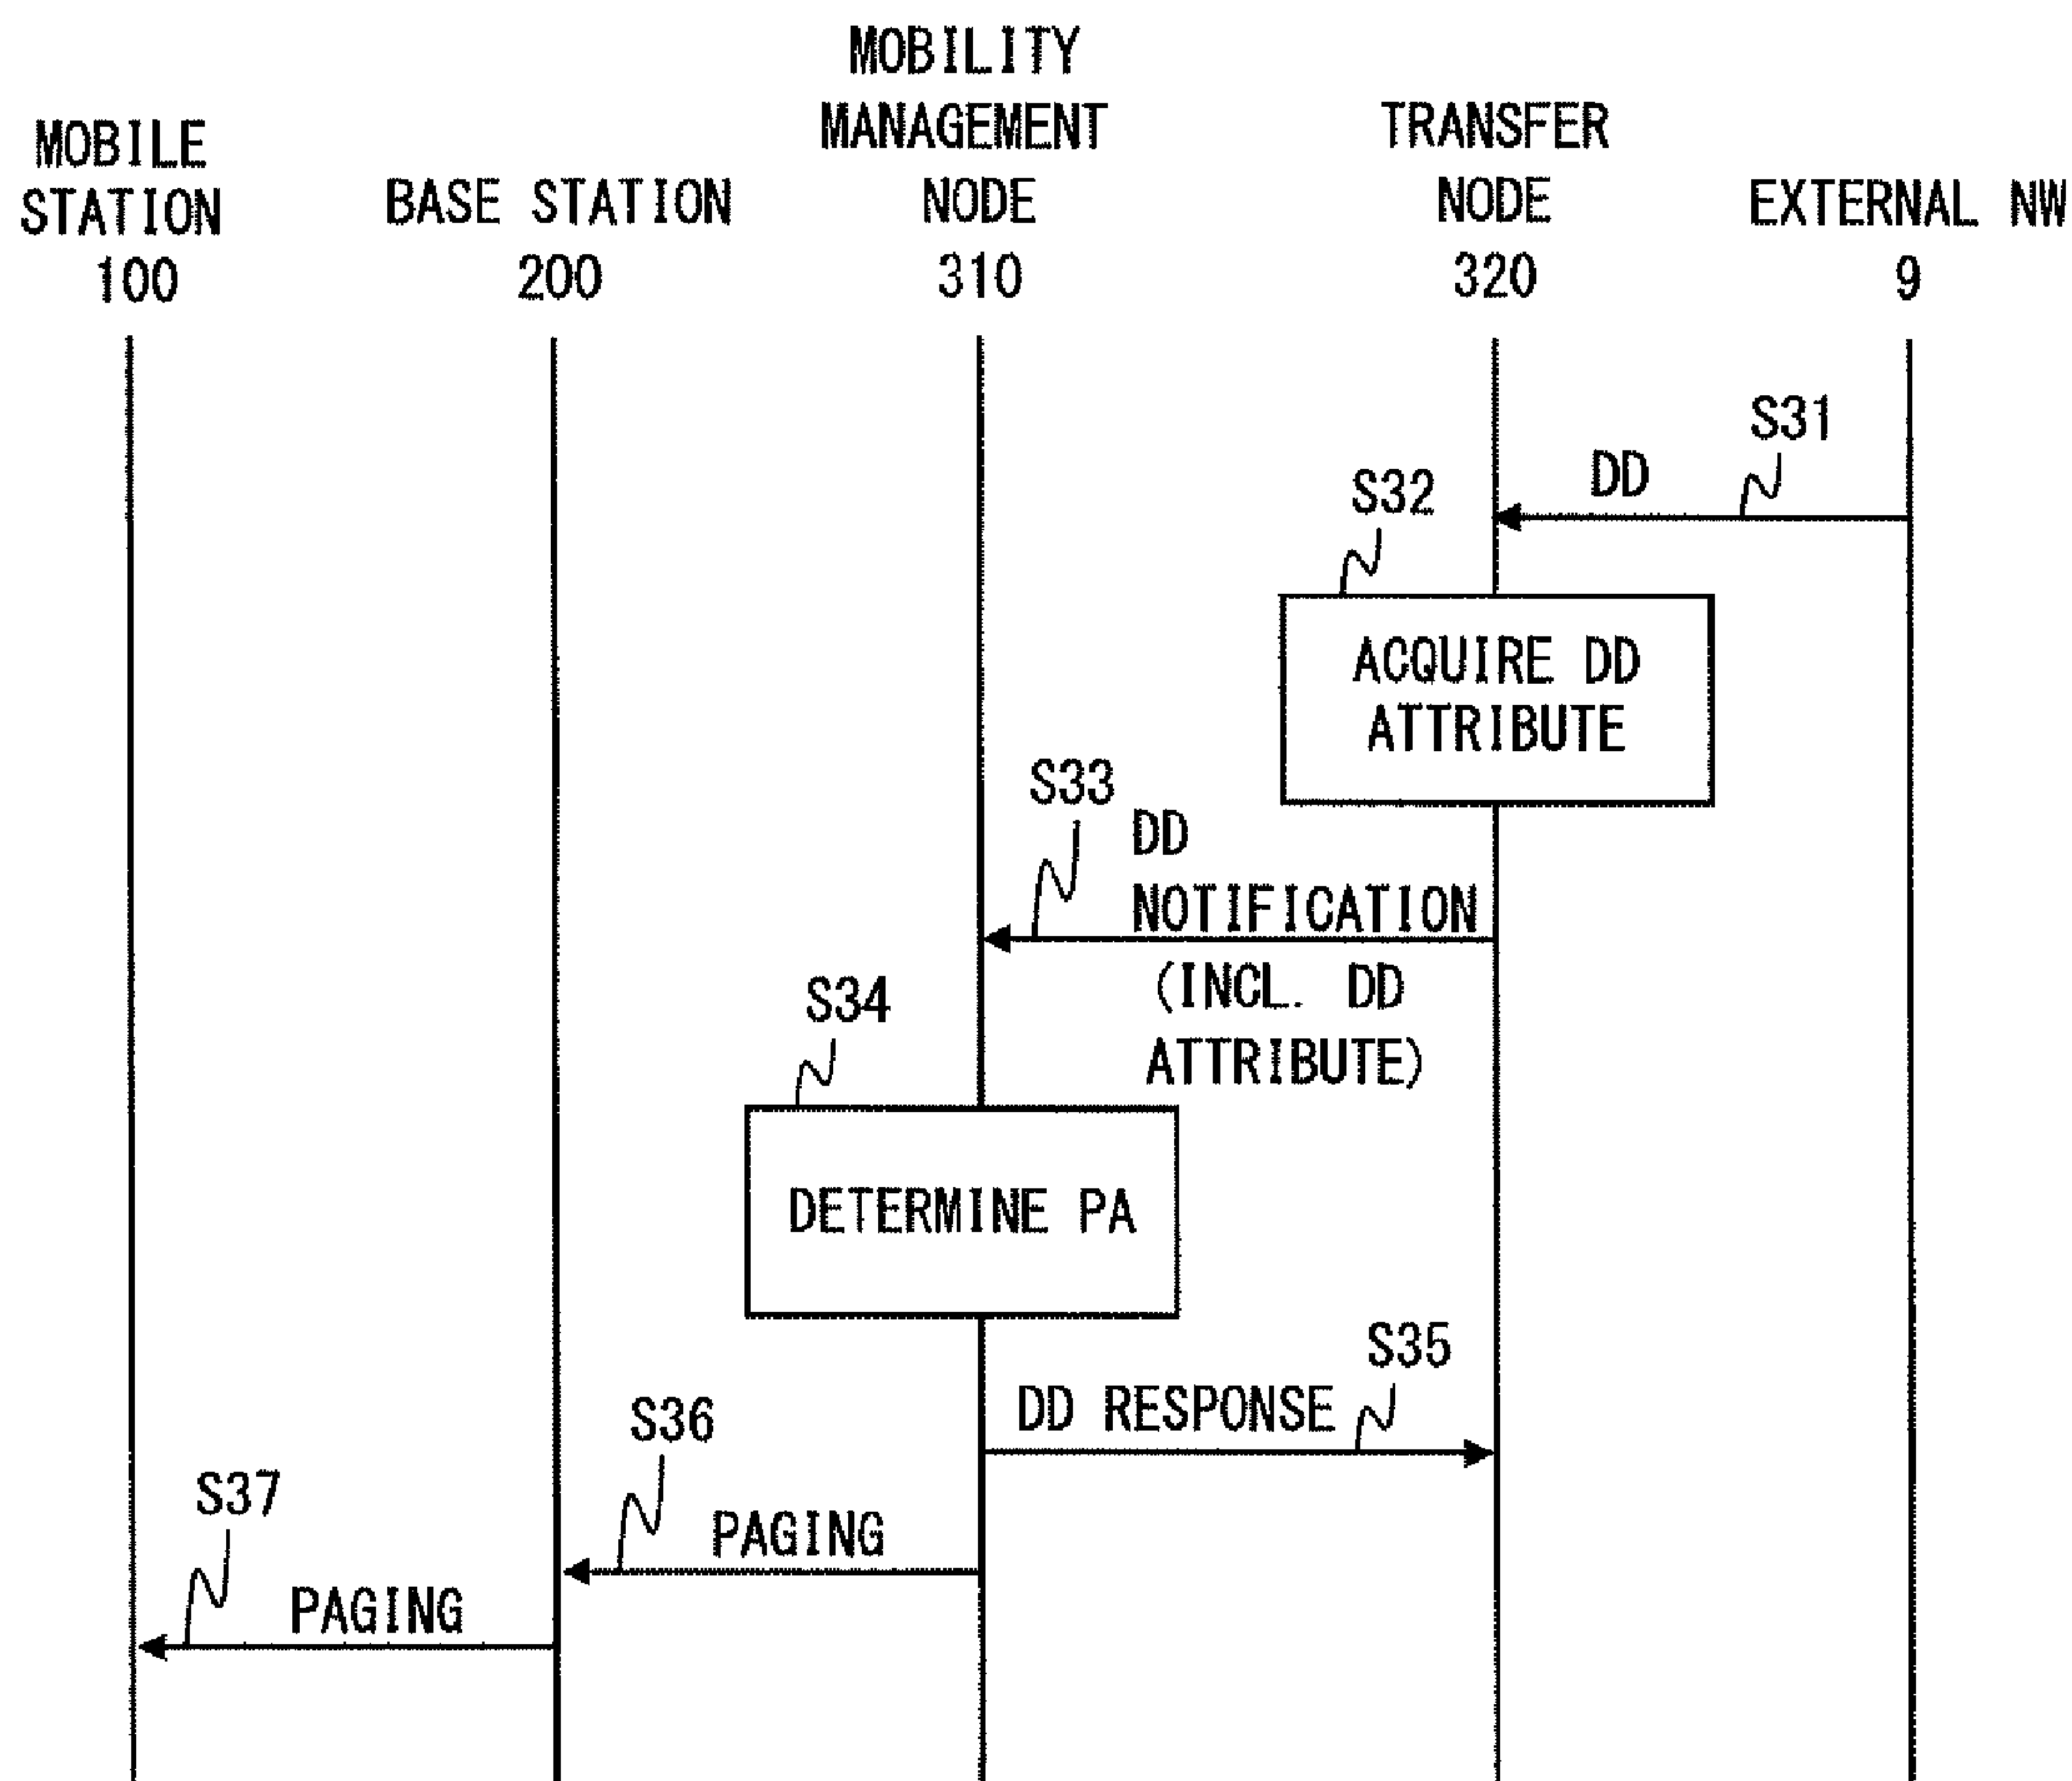 MOBILE
STATION
100
BASE STATION
200
MOBILITY
MANAGEMENT
NODE
310
TRANSFER
NODE
320
EXTERNAL NW
9
S31
DD
S32
ACQUIRE DD
ATTRIBUTE
S33
DD
NOTIFICATION
(INCL. DD
ATTRIBUTE)
S34
DETERMINE PA
S35
DD RESPONSE
S36
PAGING
S37
PAGING